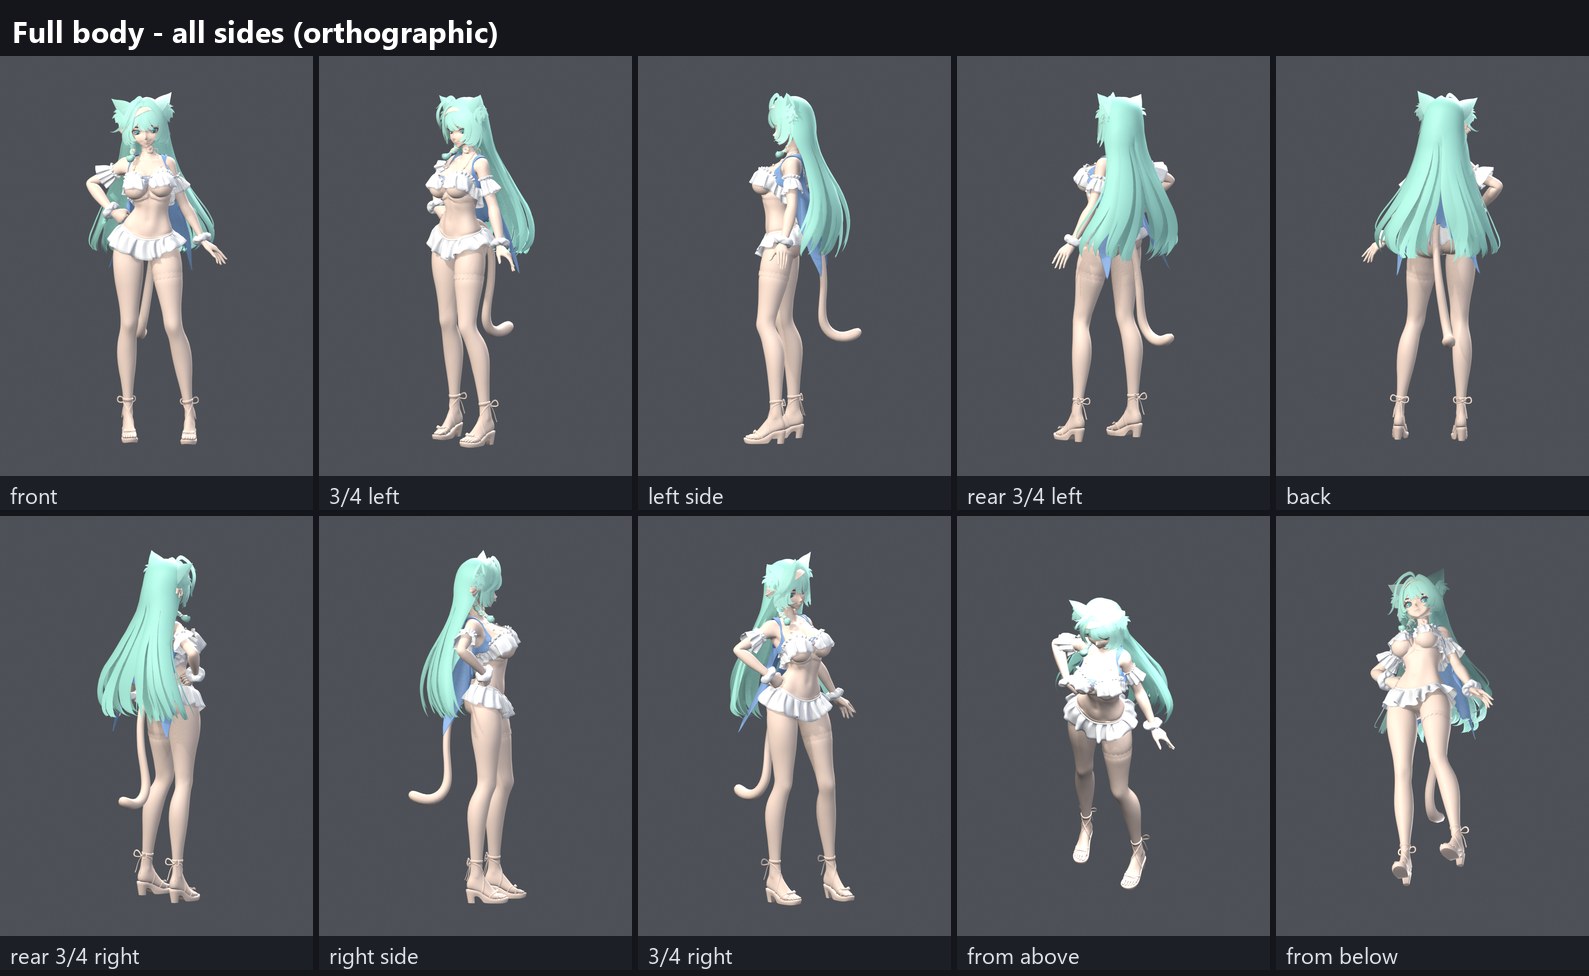 Full body - all sides (orthographic)
front
3/4 left
left side
rear 3/4 left
back
rear 3/4 right
right side
3/4 right
from above
from below